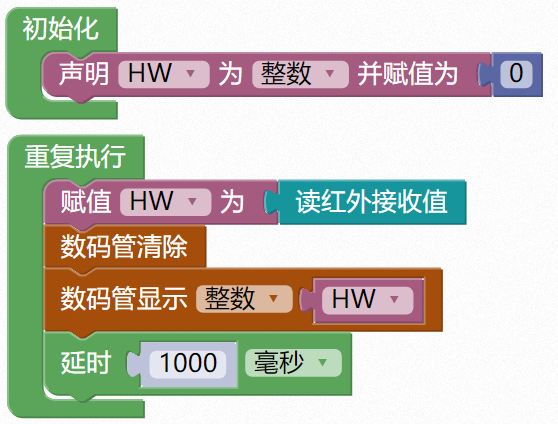 初始化
声明 HW 为 整数 并赋值为 0
重复执行
赋值 HW 为 读红外接收值
数码管清除
数码管显示 整数 HW
延时 1000 毫秒